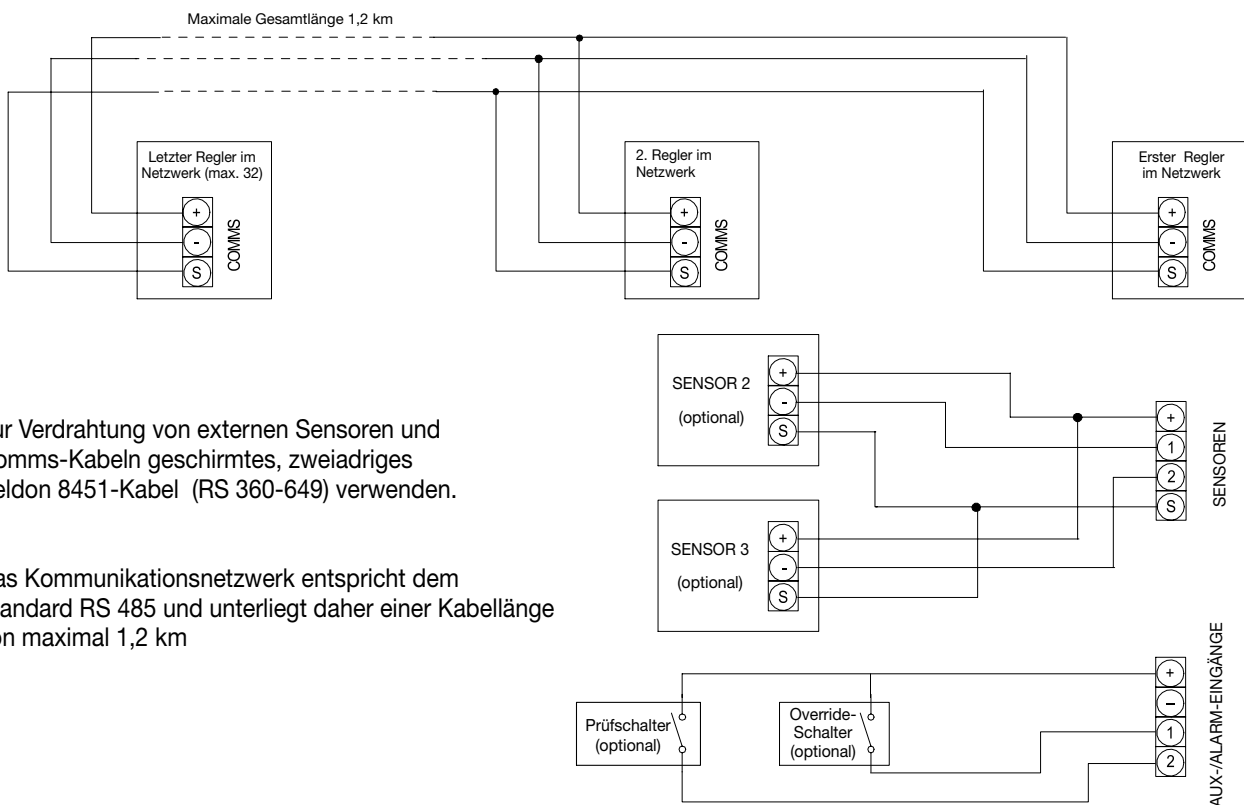 Maximale Gesamtlänge 1,2 km
Letzter Regler im
Netzwerk (max. 32)
+
-
S
COMMS
2. Regler im
Netzwerk
+
-
S
COMMS
Erster Regler
im Netzwerk
+
-
S
COMMS
ur Verdrahtung von externen Sensoren und
omms-Kabeln geschirmtes, zweiadriges
eldon 8451-Kabel (RS 360-649) verwenden.
as Kommunikationsnetzwerk entspricht dem
andard RS 485 und unterliegt daher einer Kabellänge
on maximal 1,2 km
SENSOR 2
(optional)
+
-
S
SENSOR 3
(optional)
+
-
S
+
1
2
S
SENSOREN
Prüfschalter
(optional)
Override-
Schalter
(optional)
+
–
1
2
AUX-/ALARM-EINGÄNGE